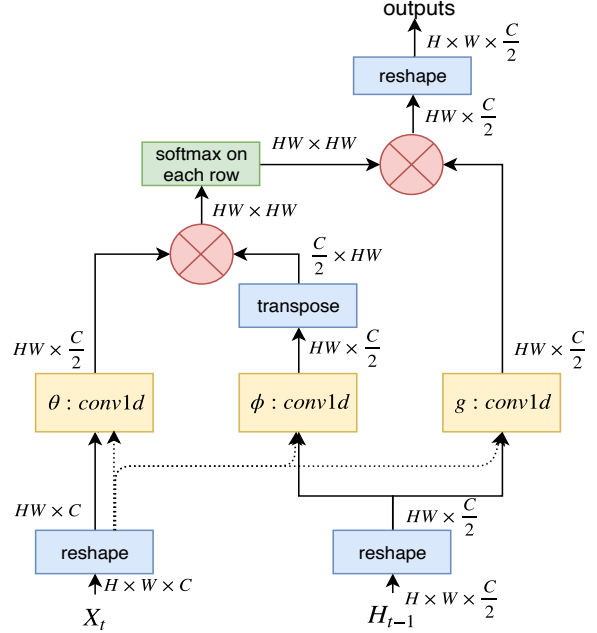 outputs
H × W × C/2
reshape
HW × C/2
softmax on
each row
HW × HW
HW × HW
C/2 × HW
transpose
HW × C/2
HW × C/2
HW × C/2
θ : conv1d
ϕ : conv1d
g : conv1d
HW × C
HW × C/2
reshape
reshape
H × W × C
H × W × C/2
X_t
H_{t−1}